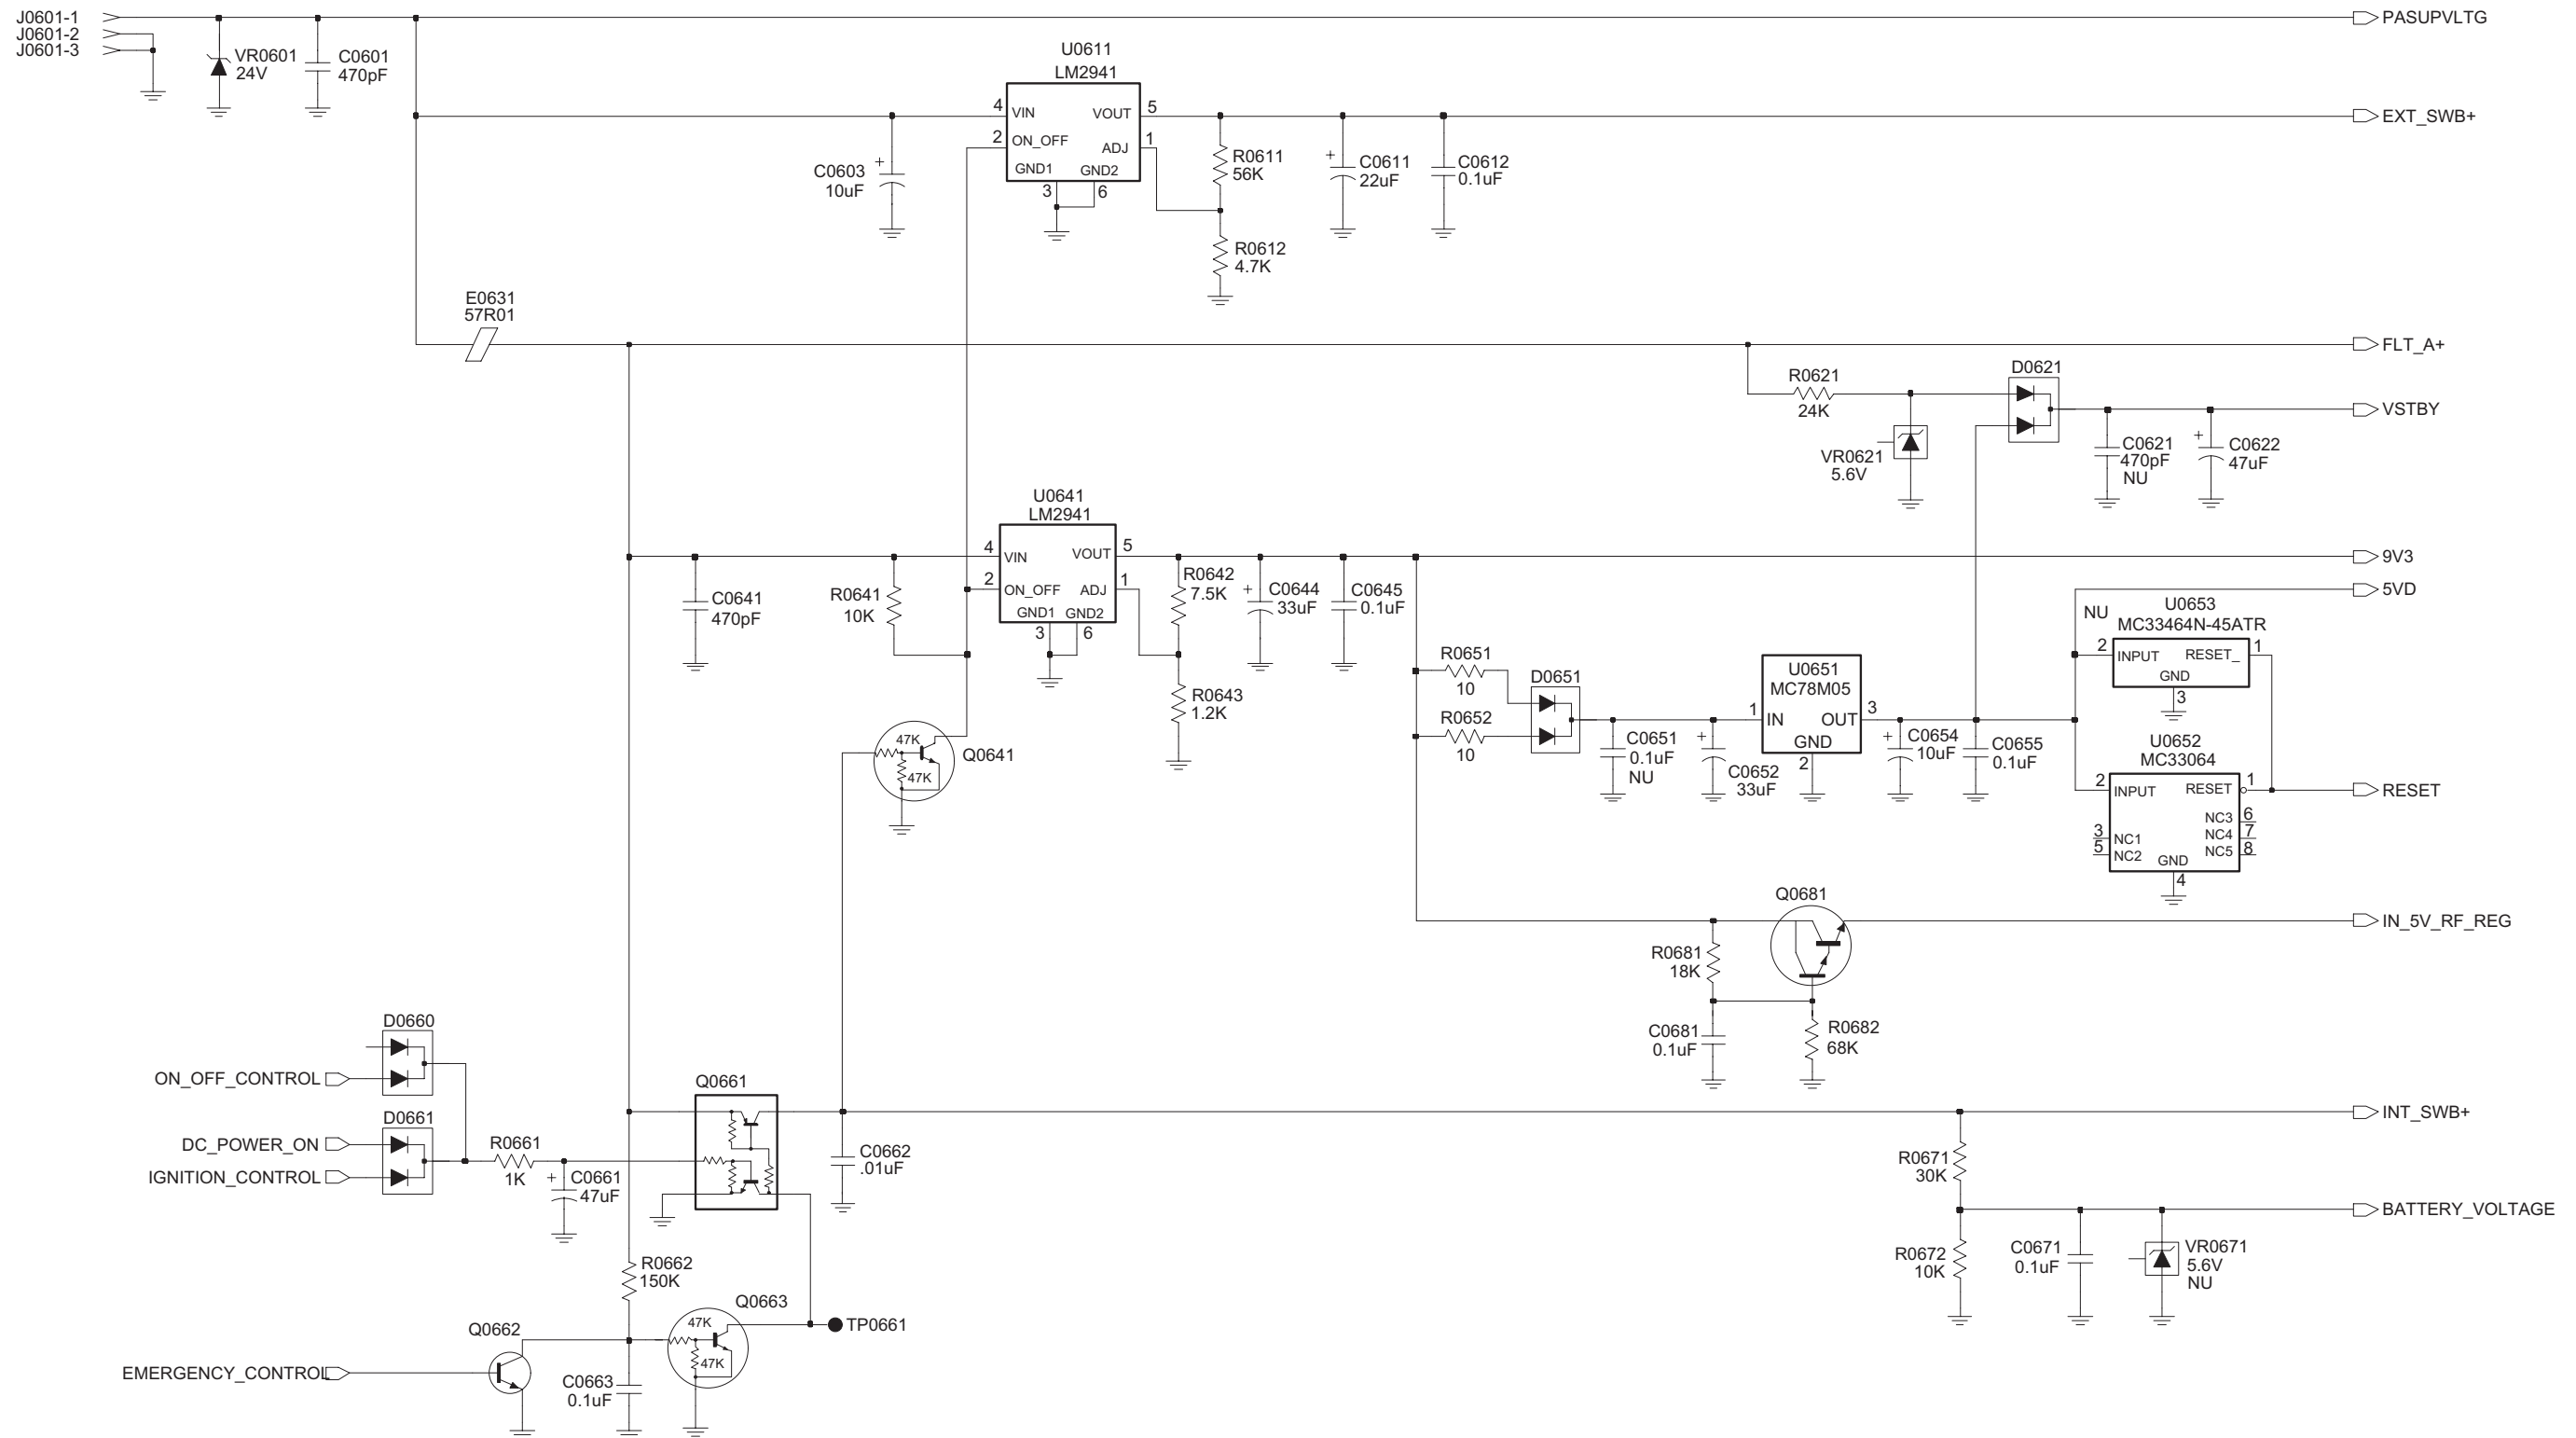 J0601-1
J0601-2
J0601-3
VR0601
24V
C0601
470pF
PASUPVLTG
U0611
LM2941
4
VIN
VOUT
5
2
ON_OFF
ADJ
1
GND1
GND2
3
6
C0603
+
10uF
R0611
56K
R0612
4.7K
+
C0611
22uF
C0612
0.1uF
EXT_SWB+
E0631
57R01
FLT_A+
R0621
24K
D0621
VSTBY
VR0621
5.6V
C0621
470pF
NU
+
C0622
47uF
U0641
LM2941
4
VIN
VOUT
5
2
ON_OFF
ADJ
1
GND1
GND2
3
6
C0641
470pF
R0641
10K
R0642
7.5K
R0643
1.2K
+
C0644
33uF
C0645
0.1uF
9V3
5VD
NU
U0653
MC33464N-45ATR
2
INPUT
RESET_
1
GND
3
R0651
10
R0652
10
D0651
C0651
0.1uF
NU
+
C0652
33uF
U0651
MC78M05
1
IN
OUT
3
GND
2
+
C0654
10uF
C0655
0.1uF
U0652
MC33064
2
INPUT
RESET
1
NC3
6
3
NC1
NC4
7
5
NC2
NC5
8
GND
4
RESET
47K
47K
Q0641
Q0681
R0681
18K
C0681
0.1uF
R0682
68K
IN_5V_RF_REG
D0660
ON_OFF_CONTROL
D0661
DC_POWER_ON
IGNITION_CONTROL
R0661
1K
+
C0661
47uF
Q0661
C0662
.01uF
INT_SWB+
R0671
30K
BATTERY_VOLTAGE
R0672
10K
C0671
0.1uF
VR0671
5.6V
NU
R0662
150K
Q0662
EMERGENCY_CONTROL
C0663
0.1uF
47K
47K
Q0663
TP0661